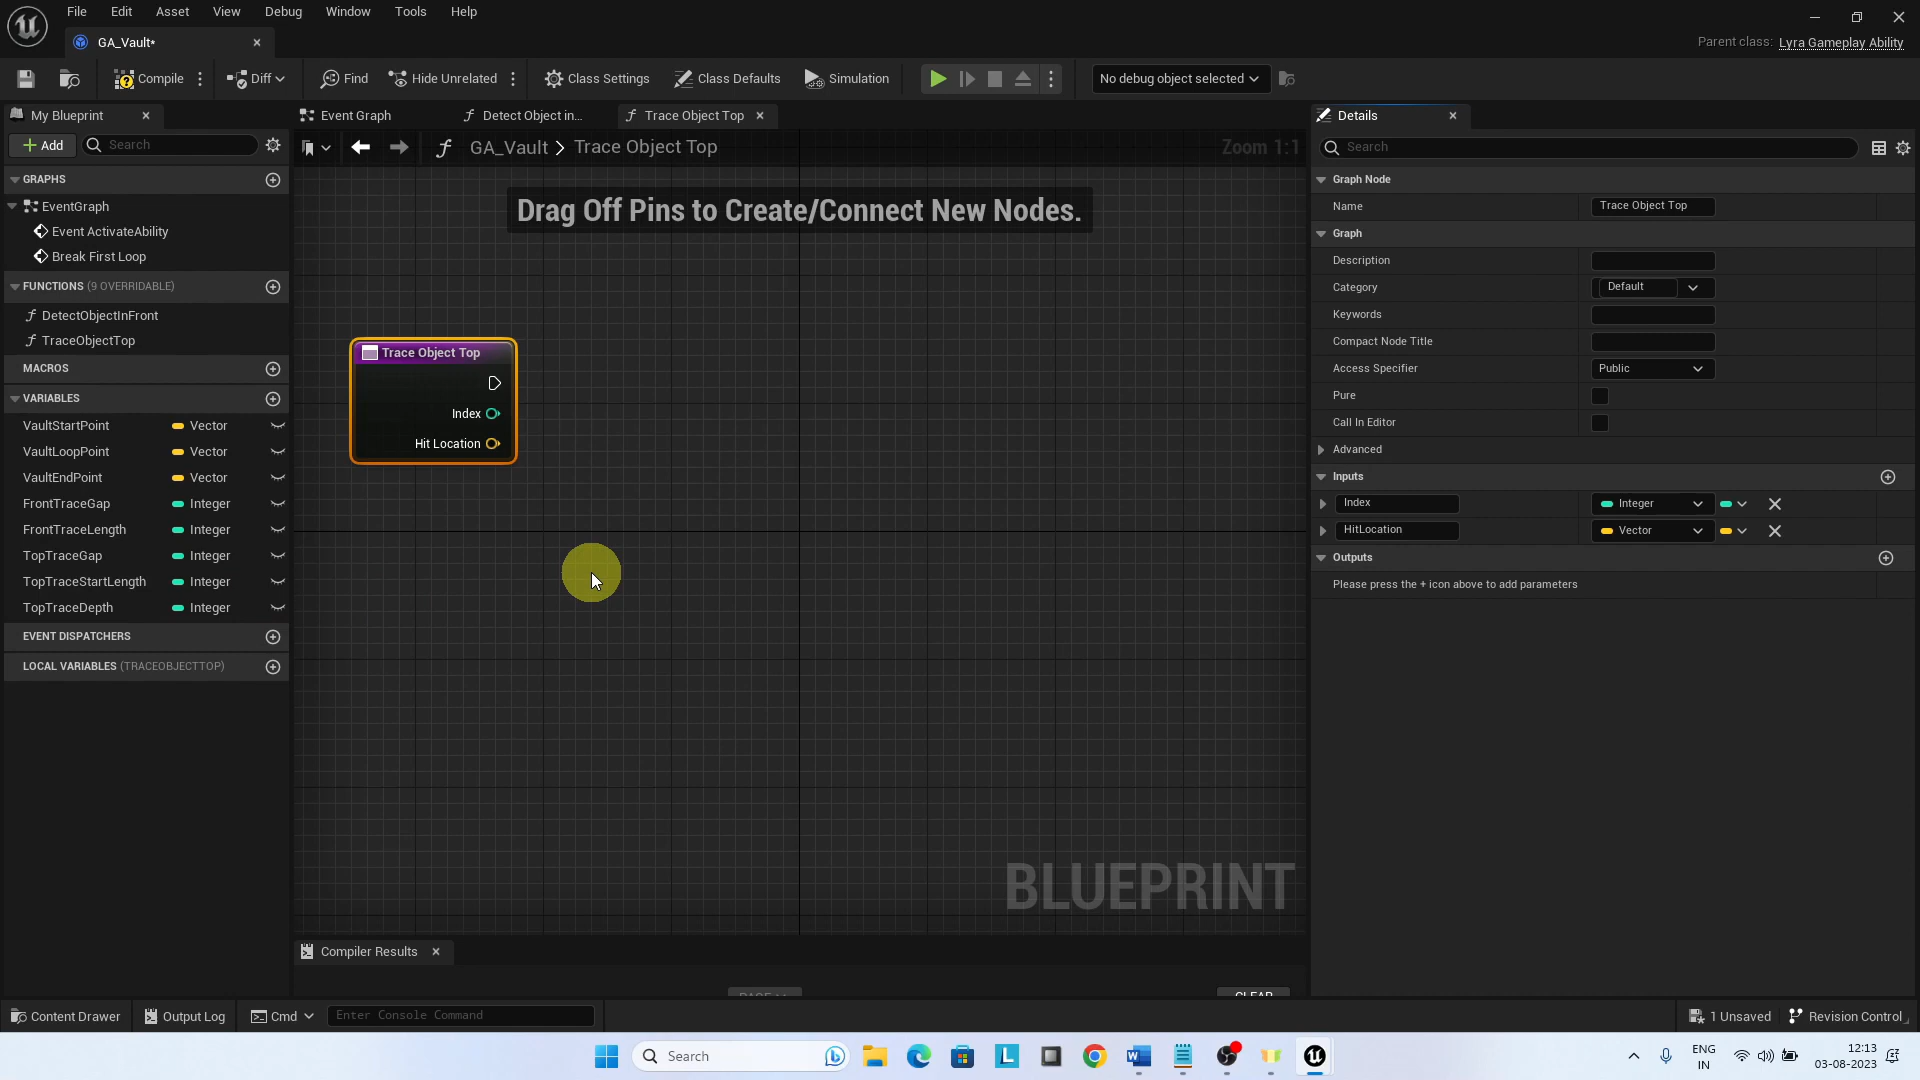 File Edit Asset View Debug Window Tools Help
GA_Vault*
Parent class: Lyra Gameplay Ability
Compile Diff Find Hide Unrelated Class Settings Class Defaults Simulation No debug object selected
My Blueprint
Event Graph Detect Object in... Trace Object Top
Details
Add Search
GA_Vault > Trace Object Top Zoom 1:1
Search
GRAPHS
EventGraph
Event ActivateAbility
Break First Loop
FUNCTIONS (9 OVERRIDABLE)
DetectObjectInFront
TraceObjectTop
MACROS
VARIABLES
VaultStartPoint Vector
VaultLoopPoint Vector
VaultEndPoint Vector
FrontTraceGap Integer
FrontTraceLength Integer
TopTraceGap Integer
TopTraceStartLength Integer
TopTraceDepth Integer
EVENT DISPATCHERS
LOCAL VARIABLES (TRACEOBJECTTOP)
Drag Off Pins to Create/Connect New Nodes.
Trace Object Top
Index
Hit Location
BLUEPRINT
Graph Node
Name Trace Object Top
Graph
Description
Category Default
Keywords
Compact Node Title
Access Specifier Public
Pure
Call In Editor
Advanced
Inputs
Index Integer
HitLocation Vector
Outputs
Please press the + icon above to add parameters
Compiler Results
CLEAR
Content Drawer Output Log Cmd Enter Console Command 1 Unsaved Revision Control
Search
ENG
IN
12:13
03-08-2023